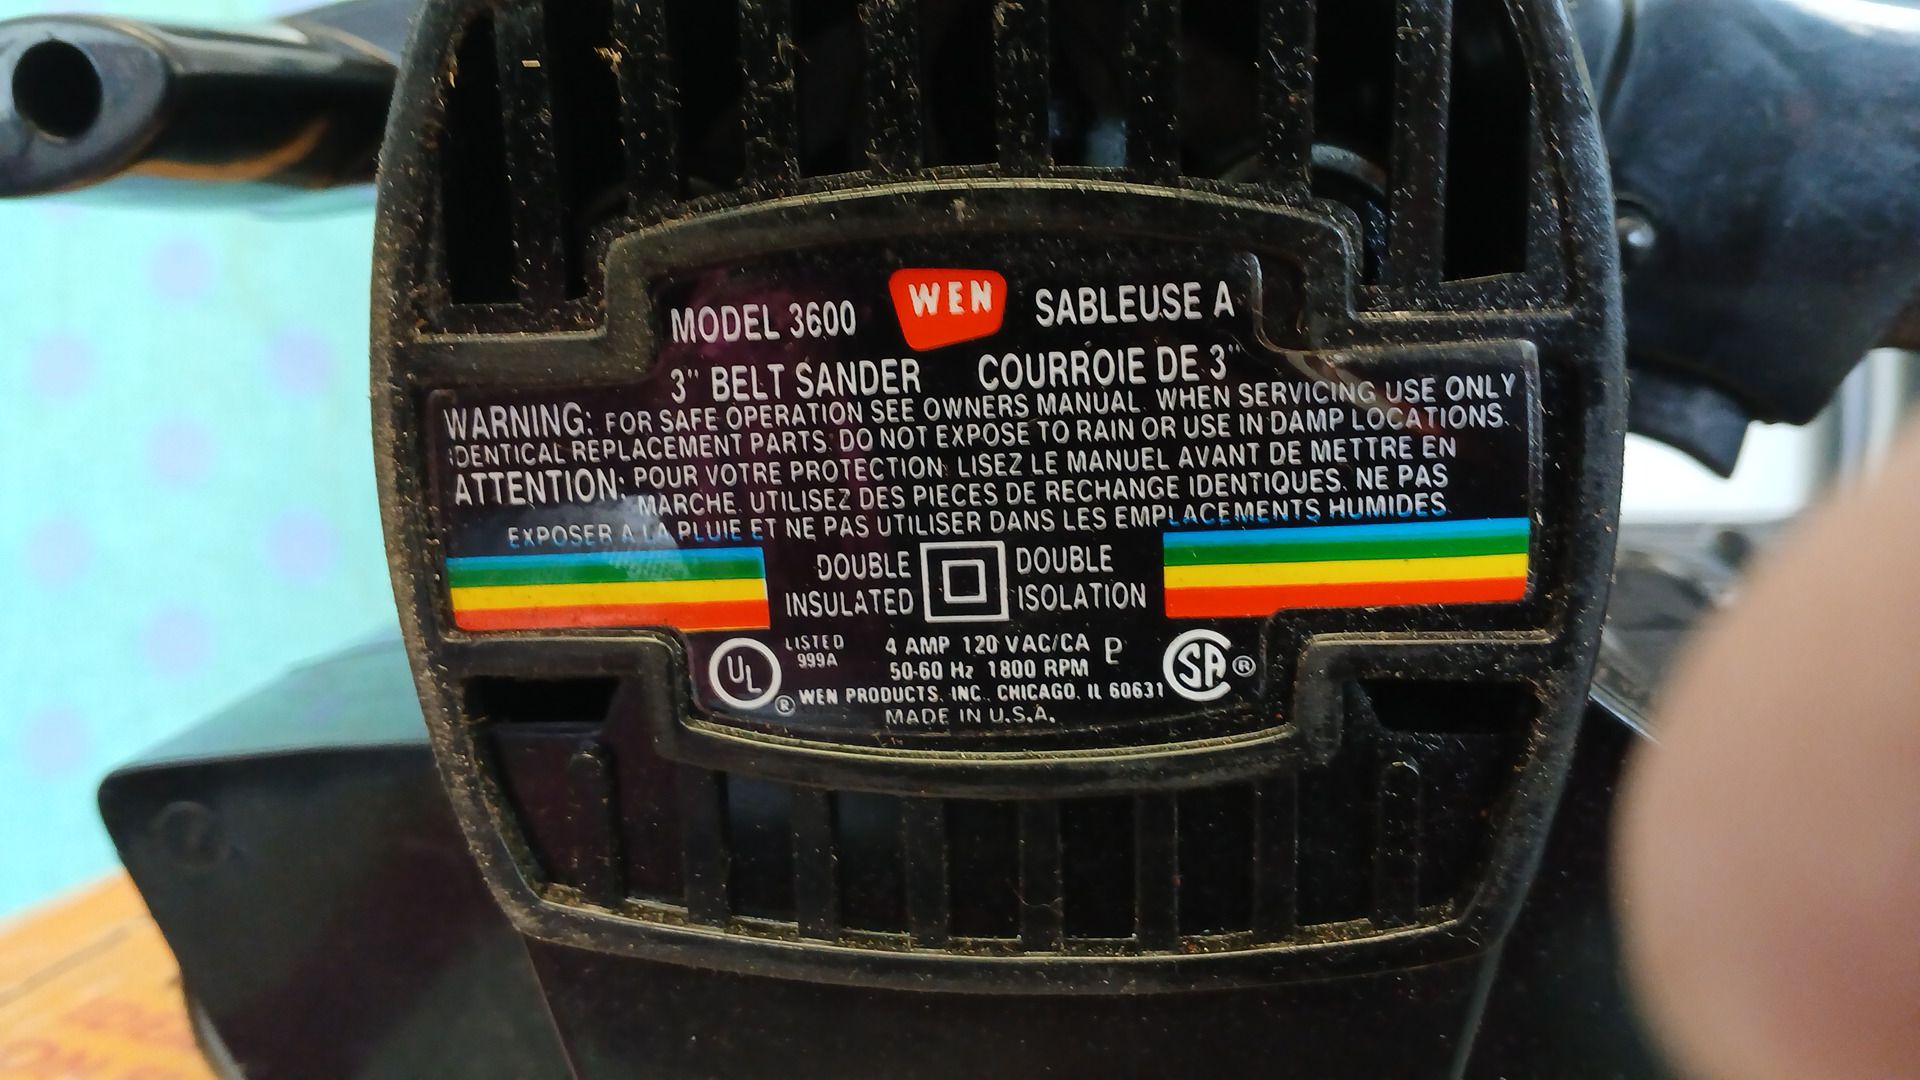 WEN
MODEL 3600 SABLEUSE A
3" BELT SANDER COURROIE DE 3"
WARNING: FOR SAFE OPERATION SEE OWNERS MANUAL. WHEN SERVICING USE ONLY
IDENTICAL REPLACEMENT PARTS. DO NOT EXPOSE TO RAIN OR USE IN DAMP LOCATIONS.
ATTENTION: POUR VOTRE PROTECTION, LISEZ LE MANUEL AVANT DE METTRE EN
MARCHE. UTILISEZ DES PIECES DE RECHANGE IDENTIQUES. NE PAS
EXPOSER A LA PLUIE ET NE PAS UTILISER DANS LES EMPLACEMENTS HUMIDES.
DOUBLE DOUBLE
INSULATED ISOLATION
UL ® LISTED
999A
4 AMP 120 VAC/CA P
50-60 Hz 1800 RPM
SA ®
WEN PRODUCTS, INC., CHICAGO, IL 60631
MADE IN U.S.A.